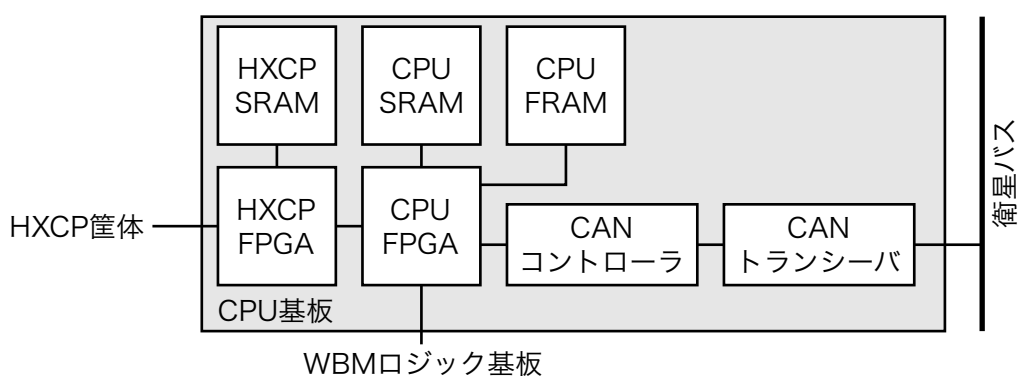 HXCP
SRAM
CPU
SRAM
CPU
FRAM
HXCP筐体
HXCP
FPGA
CPU
FPGA
CAN
コントローラ
CAN
トランシーバ
衛星バス
CPU基板
WBMロジック基板